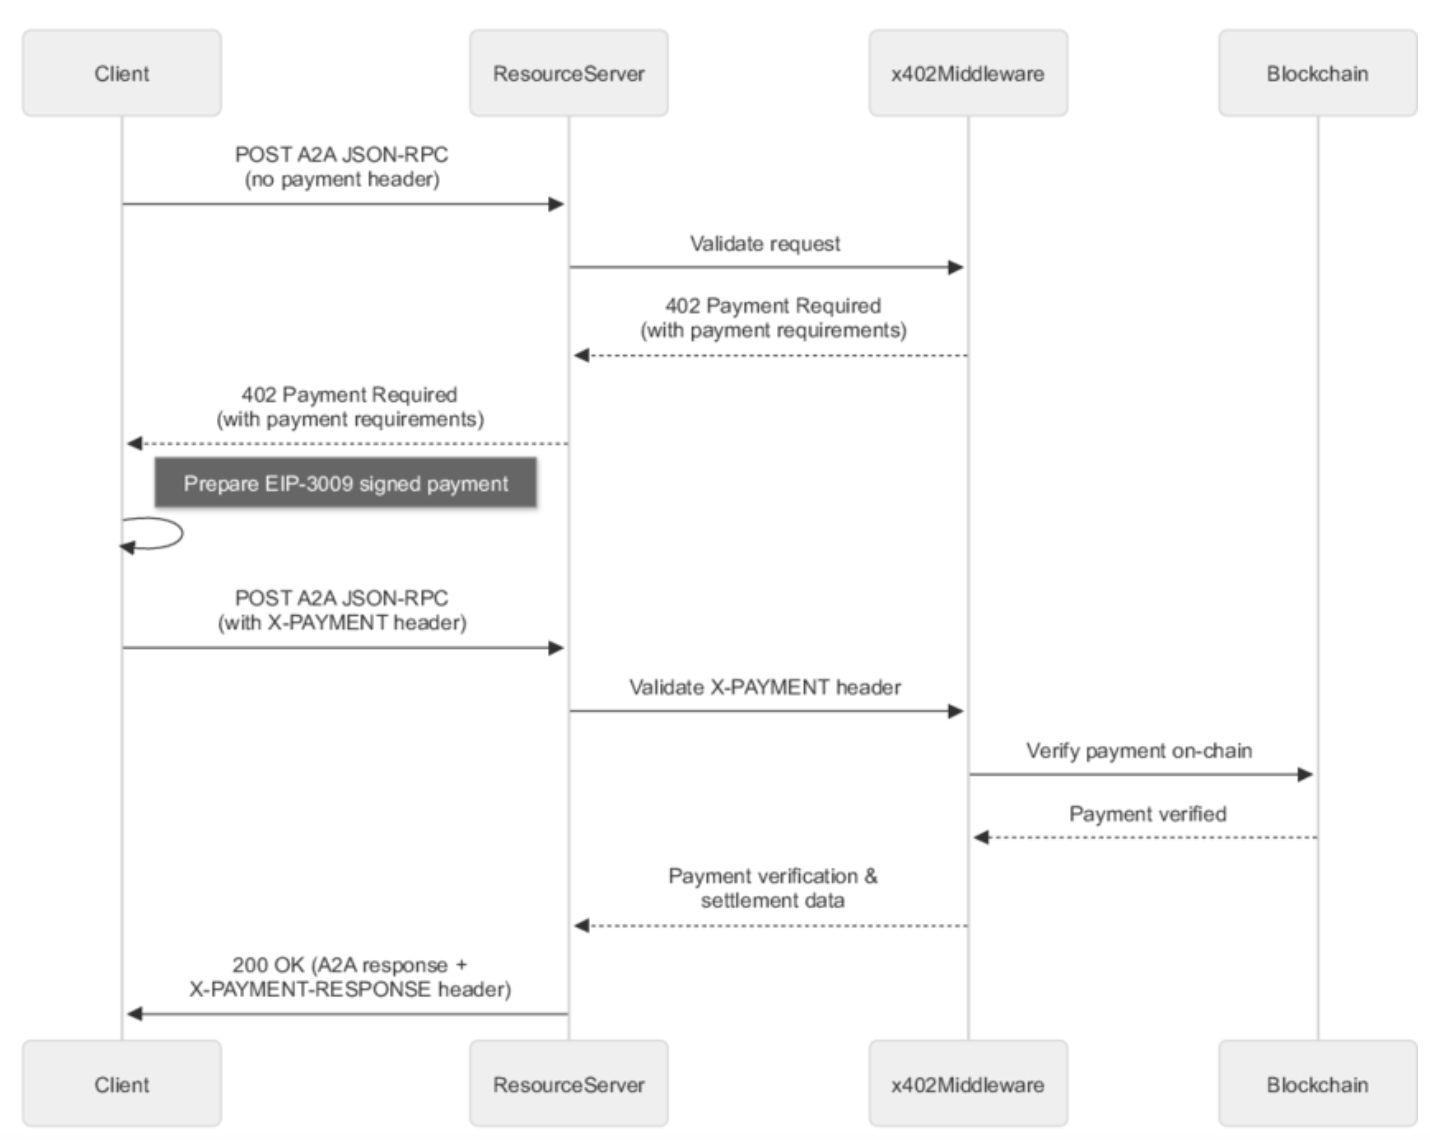 Client
ResourceServer
x402Middleware
Blockchain
POST A2A JSON-RPC
(no payment header)
Validate request
402 Payment Required
(with payment requirements)
402 Payment Required
(with payment requirements)
Prepare EIP-3009 signed payment
POST A2A JSON-RPC
(with X-PAYMENT header)
Validate X-PAYMENT header
Verify payment on-chain
Payment verified
Payment verification &
settlement data
200 OK (A2A response +
X-PAYMENT-RESPONSE header)
Client
ResourceServer
x402Middleware
Blockchain